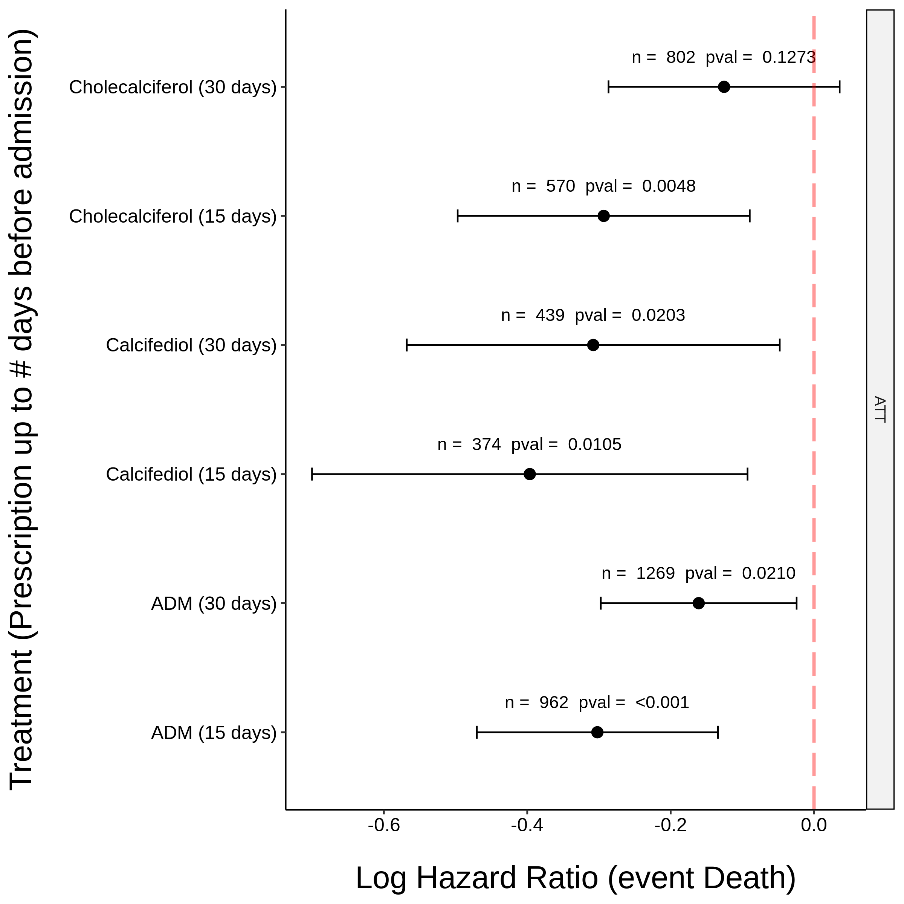 Treatment (Prescription up to # days before admission)
Cholecalciferol (30 days)
n = 802 pval = 0.1273
Cholecalciferol (15 days)
n = 570 pval = 0.0048
Calcifediol (30 days)
n = 439 pval = 0.0203
Calcifediol (15 days)
n = 374 pval = 0.0105
ADM (30 days)
n = 1269 pval = 0.0210
ADM (15 days)
n = 962 pval = <0.001
ATT
-0.6 -0.4 -0.2 0.0
Log Hazard Ratio (event Death)